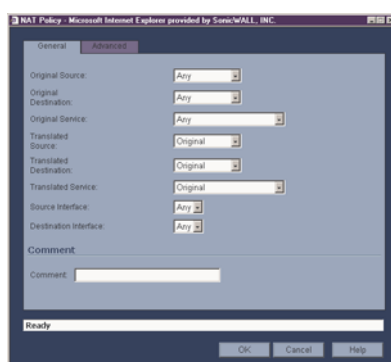 NAT Policy - Microsoft Internet Explorer provided by SonicWALL, INC.
General Advanced
Original Source: Any
Original Destination: Any
Original Service: Any
Translated Source: Original
Translated Destination: Original
Translated Service: Original
Source Interface: Any
Destination Interface: Any
Comment
Comment:
Ready
OK Cancel Help